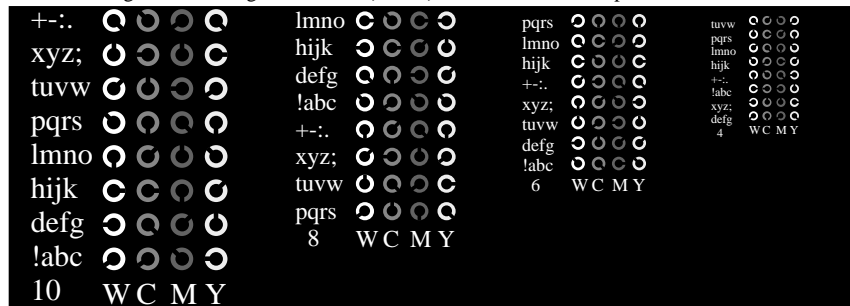 +-:.
xyz;
tuvw
pqrs
lmno
hijk
defg
!abc
10 W C M Y
lmno
hijk
defg
!abc
+-:.
xyz;
tuvw
pqrs
8 W C M Y
pqrs
lmno
hijk
+-:.
xyz;
tuvw
defg
!abc
6 W C M Y
tuvw
pqrs
lmno
hijk
+-:.
!abc
xyz;
defg
4 W C M Y